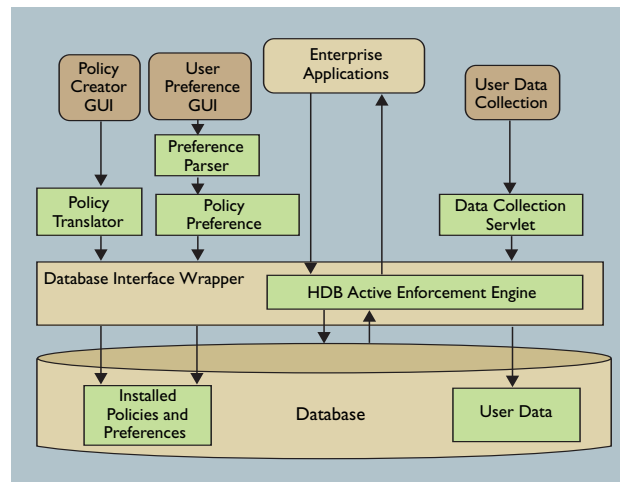 Policy
Creator
GUI
User
Preference
GUI
Enterprise
Applications
User Data
Collection
Preference
Parser
Policy
Translator
Policy
Preference
Data Collection
Servlet
Database Interface Wrapper
HDB Active Enforcement Engine
Installed
Policies and
Preferences
Database
User Data